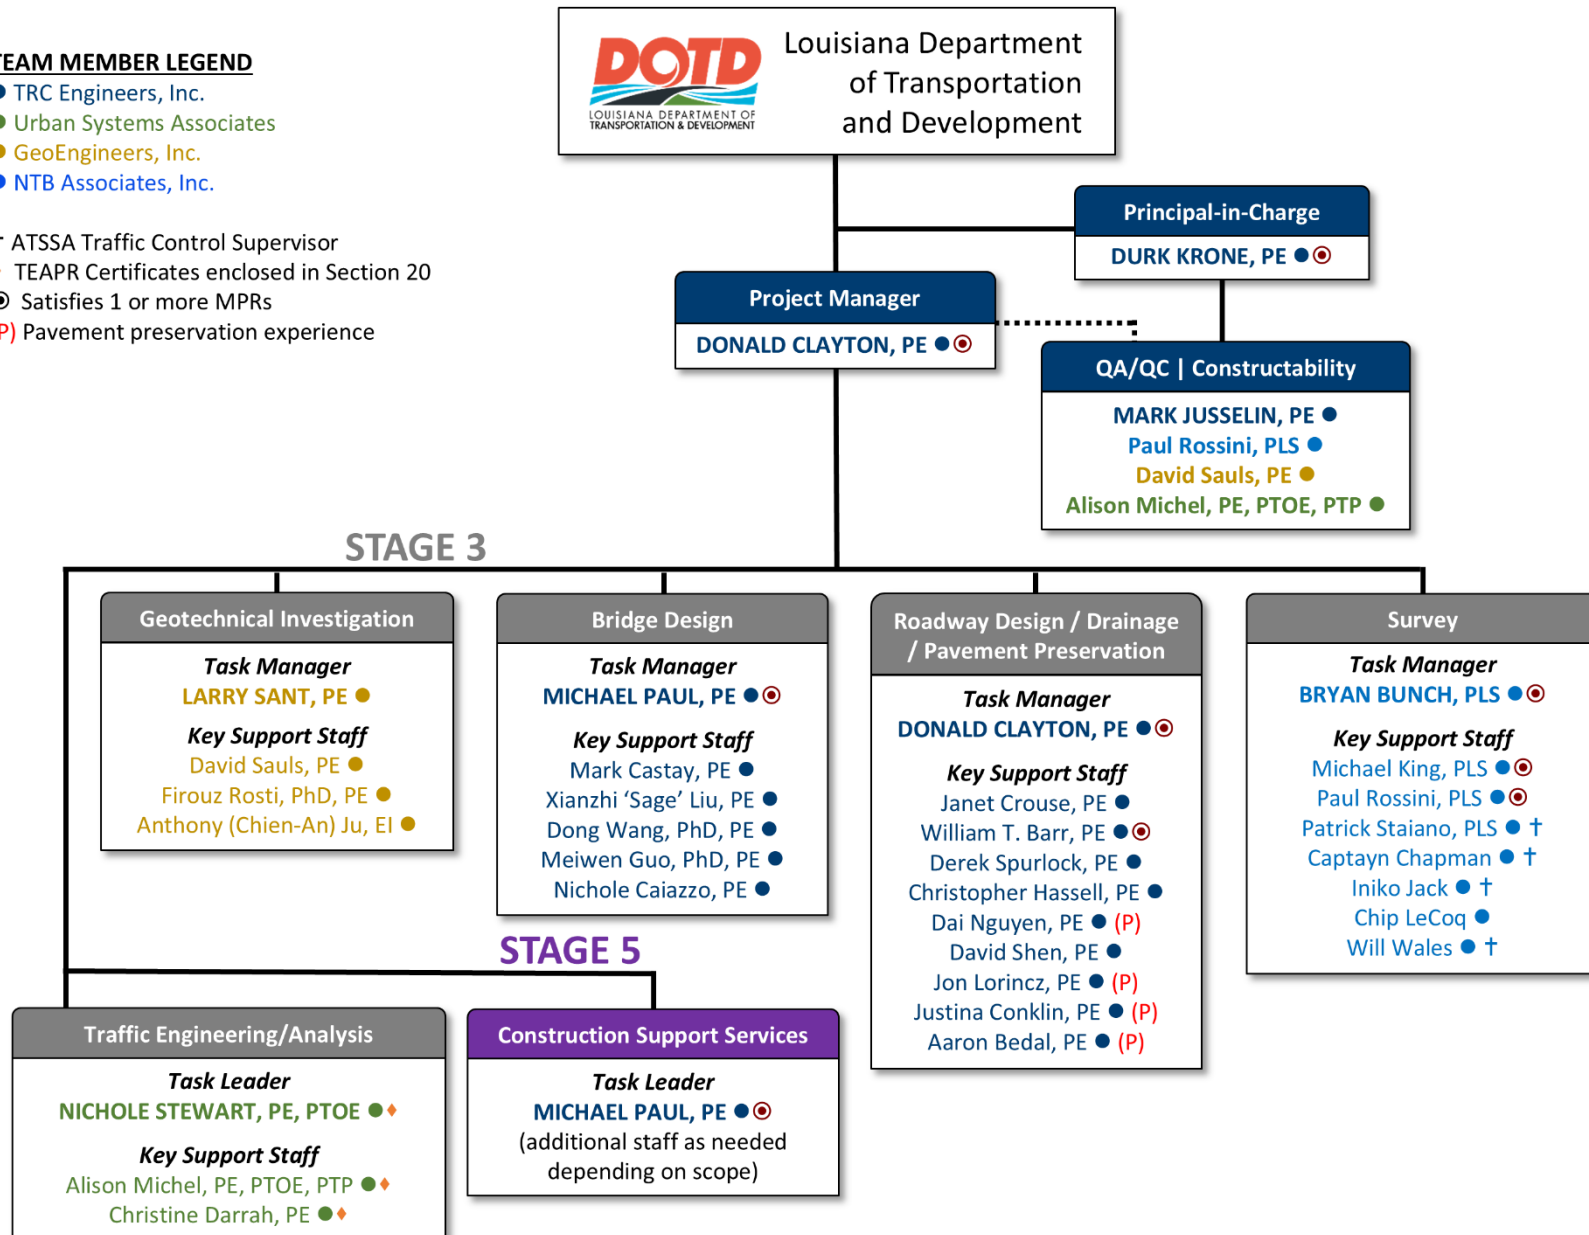 TEAM MEMBER LEGEND
● TRC Engineers, Inc.
● Urban Systems Associates
● GeoEngineers, Inc.
● NTB Associates, Inc.
ATSSA Traffic Control Supervisor
TEAPR Certificates enclosed in Section 20
Satisfies 1 or more MPRs
P) Pavement preservation experience
DOTD
LOUISIANA DEPARTMENT OF
TRANSPORTATION & DEVELOPMENT
Louisiana Department
of Transportation
and Development
Principal-in-Charge
DURK KRONE, PE ●◉
Project Manager
DONALD CLAYTON, PE ●◉
QA/QC | Constructability
MARK JUSSELIN, PE ●
Paul Rossini, PLS ●
David Sauls, PE ●
Alison Michel, PE, PTOE, PTP ●
STAGE 3
Geotechnical Investigation
Task Manager
LARRY SANT, PE ●
Key Support Staff
David Sauls, PE ●
Firouz Rosti, PhD, PE ●
Anthony (Chien-An) Ju, EI ●
Bridge Design
Task Manager
MICHAEL PAUL, PE ●◉
Key Support Staff
Mark Castay, PE ●
Xianzhi ‘Sage’ Liu, PE ●
Dong Wang, PhD, PE ●
Meiwen Guo, PhD, PE ●
Nichole Caiazzo, PE ●
Roadway Design / Drainage
/ Pavement Preservation
Task Manager
DONALD CLAYTON, PE ●◉
Key Support Staff
Janet Crouse, PE ●
William T. Barr, PE ●◉
Derek Spurlock, PE ●
Christopher Hassell, PE ●
Dai Nguyen, PE ● (P)
David Shen, PE ●
Jon Lorincz, PE ● (P)
Justina Conklin, PE ● (P)
Aaron Bedal, PE ● (P)
Survey
Task Manager
BRYAN BUNCH, PLS ●◉
Key Support Staff
Michael King, PLS ●◉
Paul Rossini, PLS ●◉
Patrick Staiano, PLS ● †
Captayn Chapman ● †
Iniko Jack ● †
Chip LeCoq ●
Will Wales ● †
STAGE 5
Traffic Engineering/Analysis
Task Leader
NICHOLE STEWART, PE, PTOE ●♦
Key Support Staff
Alison Michel, PE, PTOE, PTP ●♦
Christine Darrah, PE ●♦
Construction Support Services
Task Leader
MICHAEL PAUL, PE ●◉
(additional staff as needed
depending on scope)